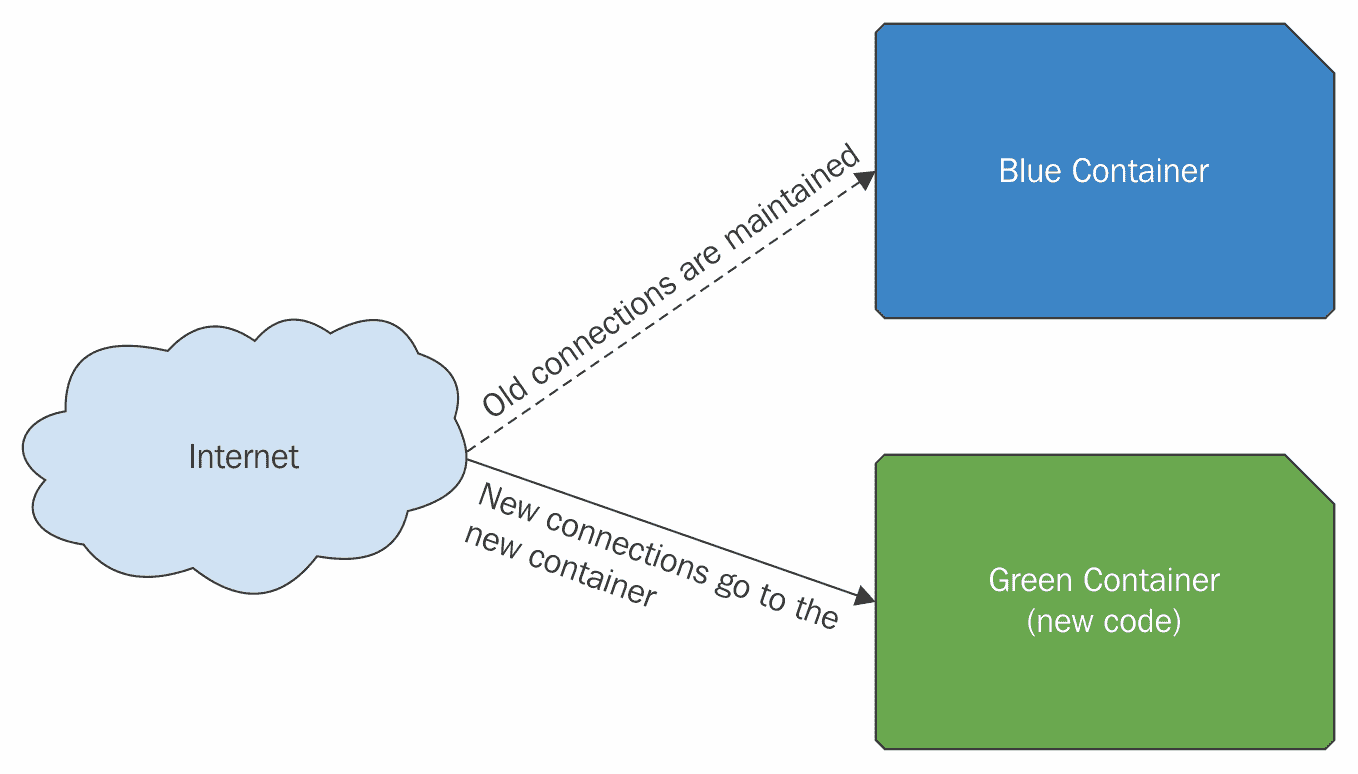 Blue Container
Old connections are maintained
Internet
New connections go to the
new container
Green Container
(new code)